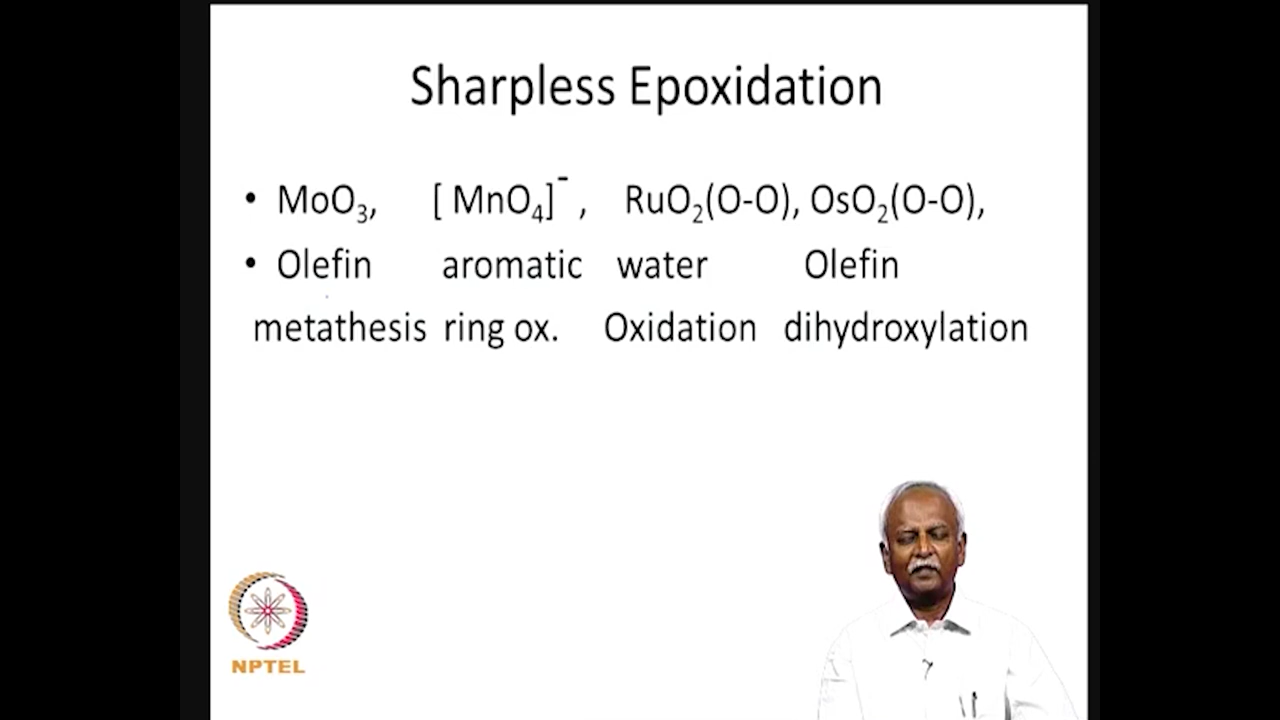 Sharpless Epoxidation
• MoO₃, [ MnO₄]⁻ , RuO₂(O-O), OsO₂(O-O),
• Olefin aromatic water Olefin
metathesis ring ox. Oxidation dihydroxylation
NPTEL